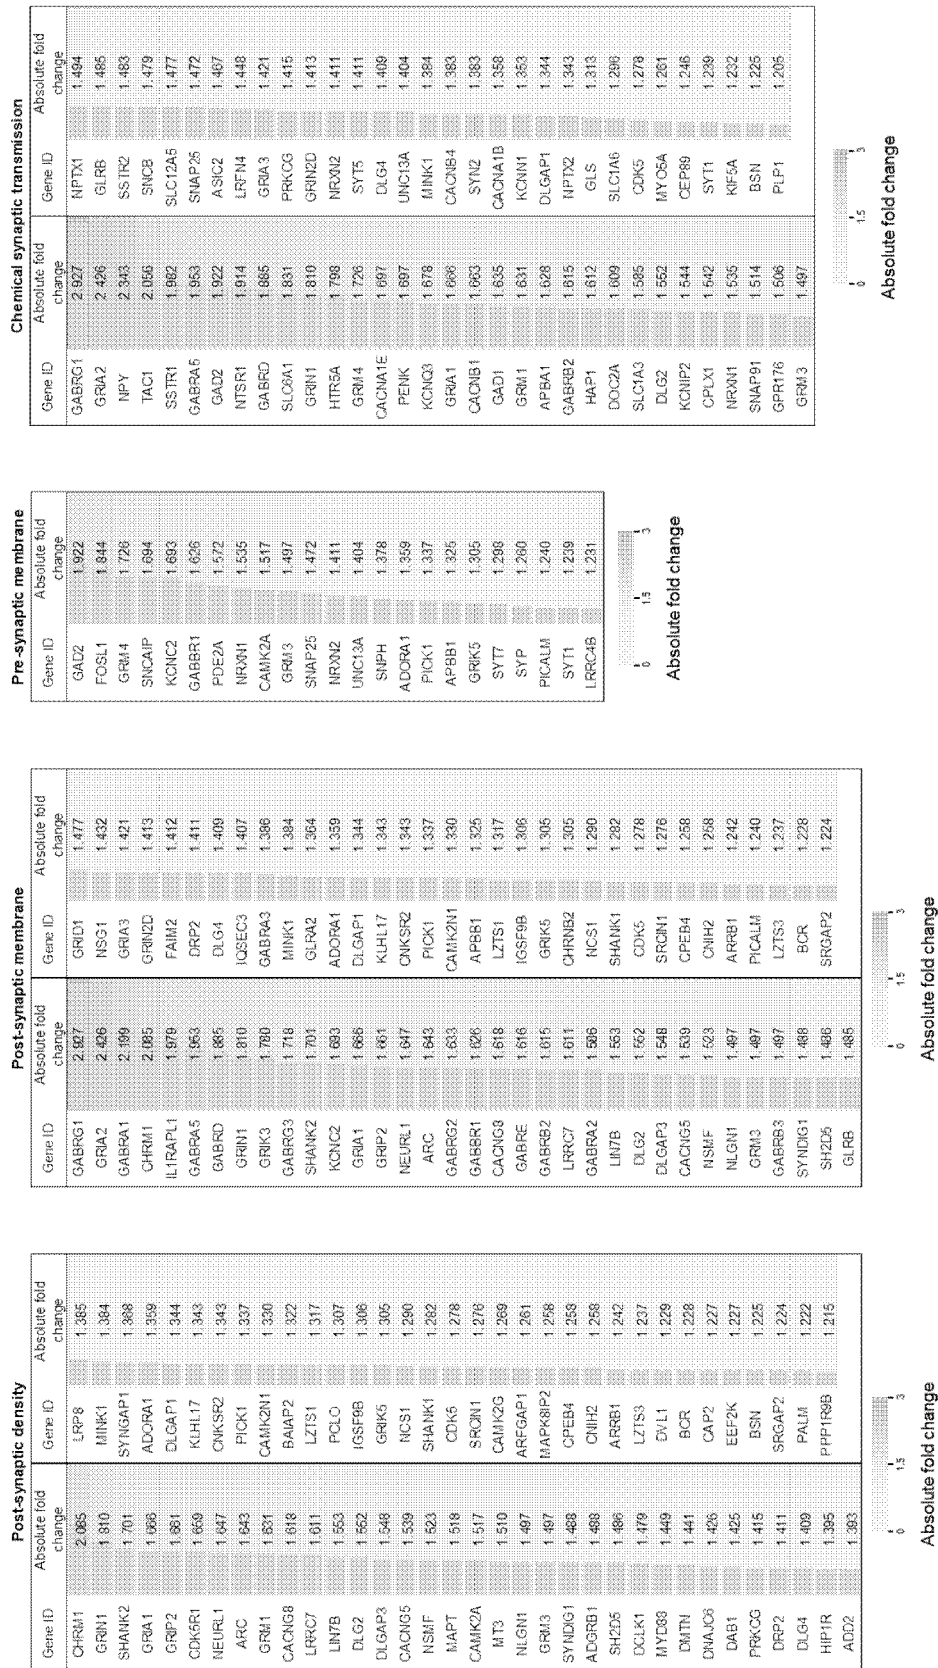 Post-synaptic density
Gene ID Absolute fold change Gene ID Absolute fold change
CHRM1 2.085 LRP8 1.385
GRIN1 1.810 MINK1 1.384
SHANK2 1.701 SYNGAP1 1.368
GRIA1 1.666 ADORA1 1.359
GRIP2 1.661 DLGAP1 1.344
CDK5R1 1.659 KLHL17 1.343
NEURL1 1.647 CNKSR2 1.343
ARC 1.643 PICK1 1.337
GRM1 1.631 CAMK2N1 1.330
CACNG8 1.618 BAIAP2 1.322
LRRC7 1.611 LZTS1 1.317
LIN7B 1.553 PCLO 1.307
DLG2 1.552 IGSF9B 1.306
DLGAP3 1.548 GRIK5 1.305
CACNG5 1.539 NCS1 1.290
NSMF 1.523 SHANK1 1.282
MAPT 1.518 CDK5 1.278
CAMK2A 1.517 SRCIN1 1.276
MT3 1.510 CAMK2G 1.269
NLGN1 1.497 ARFGAP1 1.261
GRM3 1.497 MAPK8IP2 1.258
SYNDIG1 1.488 CPEB4 1.258
ADGRB1 1.488 CNIH2 1.258
SH2D5 1.486 ARRB1 1.242
DCLK1 1.479 LZTS3 1.237
MYD88 1.449 DVL1 1.229
DMTN 1.441 BCR 1.228
DNAJC6 1.426 CAP2 1.227
DAB1 1.425 EEF2K 1.227
PRKCG 1.415 BSN 1.225
DRP2 1.411 SRGAP2 1.224
DLG4 1.409 PALM 1.222
HIP1R 1.395 PPP1R9B 1.215
ADD2 1.393
0 1.5 3
Absolute fold change
Post-synaptic membrane
Gene ID Absolute fold change Gene ID Absolute fold change
GABRG1 2.927 GRID1 1.477
GRIA2 2.426 NSG1 1.432
GABRA1 2.199 GRIA3 1.421
CHRM1 2.085 GRIN2D 1.413
IL1RAPL1 1.979 FAIM2 1.412
GABRA5 1.953 DRP2 1.411
GABRD 1.885 DLG4 1.409
GRIN1 1.810 IQSEC3 1.407
GRIK3 1.780 GABRA3 1.386
GABRG3 1.718 MINK1 1.384
SHANK2 1.701 GLRA2 1.364
KCNC2 1.693 ADORA1 1.359
GRIA1 1.666 DLGAP1 1.344
GRIP2 1.661 KLHL17 1.343
NEURL1 1.647 CNKSR2 1.343
ARC 1.643 PICK1 1.337
GABRG2 1.633 CAMK2N1 1.330
GABBR1 1.626 APBB1 1.325
CACNG8 1.618 LZTS1 1.317
GABRE 1.616 IGSF9B 1.306
GABRB2 1.615 GRIK5 1.305
LRRC7 1.611 CHRNB2 1.305
GABRA2 1.586 NCS1 1.290
LIN7B 1.553 SHANK1 1.282
DLG2 1.552 CDK5 1.278
DLGAP3 1.548 SRCIN1 1.276
CACNG5 1.539 CPEB4 1.258
NSMF 1.523 CNIH2 1.258
NLGN1 1.497 ARRB1 1.242
GRM3 1.497 PICALM 1.240
GABRB3 1.497 LZTS3 1.237
SYNDIG1 1.488 BCR 1.228
SH2D5 1.486 SRGAP2 1.224
GLRB 1.485
0 1.5 3
Absolute fold change
Pre-synaptic membrane
Gene ID Absolute fold change
GAD2 1.922
FOSL1 1.844
GRM4 1.726
SNCAIP 1.694
KCNC2 1.693
GABBR1 1.626
PDE2A 1.572
NRXN1 1.535
CAMK2A 1.517
GRM3 1.497
SNAP25 1.472
NRXN2 1.411
UNC13A 1.404
SNPH 1.378
ADORA1 1.359
PICK1 1.337
APBB1 1.325
GRIK5 1.305
SYT7 1.298
SYP 1.260
PICALM 1.240
SYT1 1.239
LRRC4B 1.231
0 1.5 3
Absolute fold change
Chemical synaptic transmission
Gene ID Absolute fold change Gene ID Absolute fold change
GABRG1 2.927 NPTX1 1.494
GRIA2 2.426 GLRB 1.485
NPY 2.343 SSTR2 1.483
TAC1 2.056 SNCB 1.479
SSTR1 1.982 SLC12A5 1.477
GABRA5 1.953 SNAP25 1.472
GAD2 1.922 ASIC2 1.467
NTSR1 1.914 LRFN4 1.448
GABRD 1.885 GRIA3 1.421
SLC6A1 1.831 PRKCG 1.415
GRIN1 1.810 GRIN2D 1.413
HTR5A 1.798 NRXN2 1.411
GRM4 1.726 SYT5 1.411
CACNA1E 1.697 DLG4 1.409
PENK 1.697 UNC13A 1.404
KCNQ3 1.678 MINK1 1.384
GRIA1 1.666 CACNB4 1.383
CACNB1 1.663 SYN2 1.383
GAD1 1.635 CACNA1B 1.358
GRM1 1.631 KCNN1 1.353
APBA1 1.628 DLGAP1 1.344
GABRB2 1.615 NPTX2 1.343
HAP1 1.612 GLS 1.313
DOC2A 1.609 SLC1A6 1.296
SLC1A3 1.585 CDK5 1.278
DLG2 1.552 MYO5A 1.261
KCNIP2 1.544 CEP89 1.246
CPLX1 1.542 SYT1 1.239
NRXN1 1.535 KIF5A 1.232
SNAP91 1.514 BSN 1.225
GPR176 1.506 PLP1 1.205
GRM3 1.497
0 1.5 3
Absolute fold change